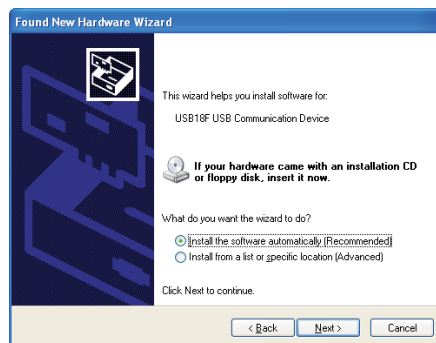 Found New Hardware Wizard
This wizard helps you install software for:
USB18F USB Communication Device
If your hardware came with an installation CD
or floppy disk, insert it now.
What do you want the wizard to do?
Install the software automatically (Recommended)
Install from a list or specific location (Advanced)
Click Next to continue.
< Back Next > Cancel